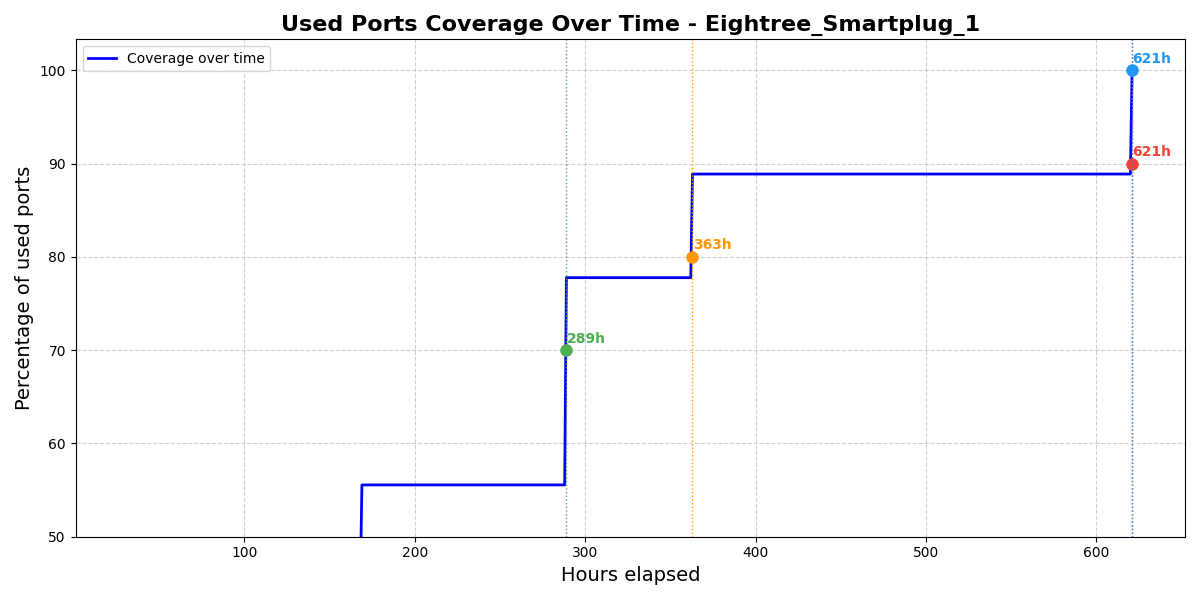 Used Ports Coverage Over Time - Eightree_Smartplug_1
Coverage over time
Percentage of used ports
100
90
80
70
60
50
621h
621h
363h
289h
100
200
300
400
500
600
Hours elapsed